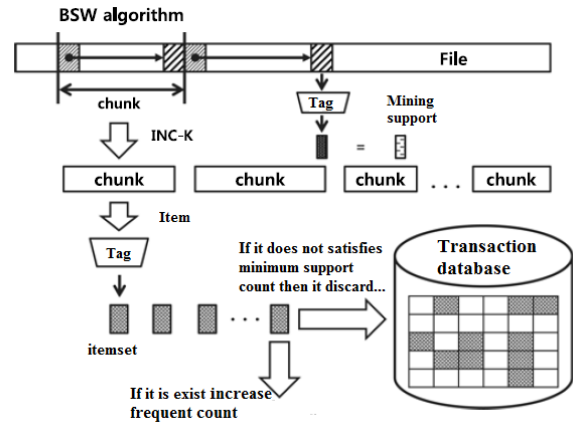 BSW algorithm
File
chunk
Tag
Mining
support
INC-K
=
chunk
chunk
chunk
. . .
chunk
Item
Tag
If it does not satisfies
minimum support
count then it discard...
Transaction
database
. . .
itemset
If it is exist increase
frequent count